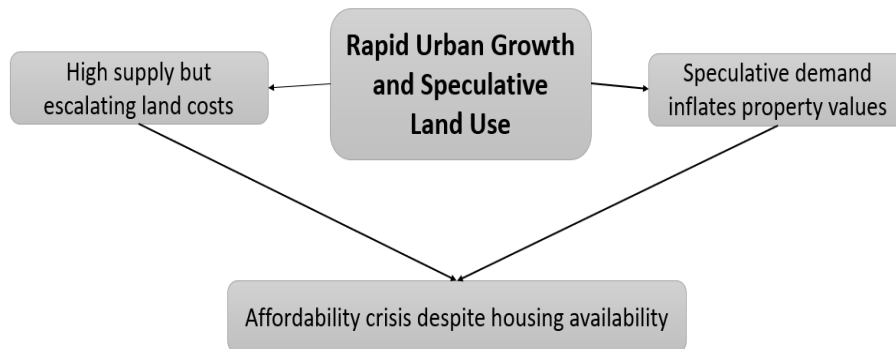 Rapid Urban Growth
and Speculative
Land Use
High supply but
escalating land costs
Speculative demand
inflates property values
Affordability crisis despite housing availability